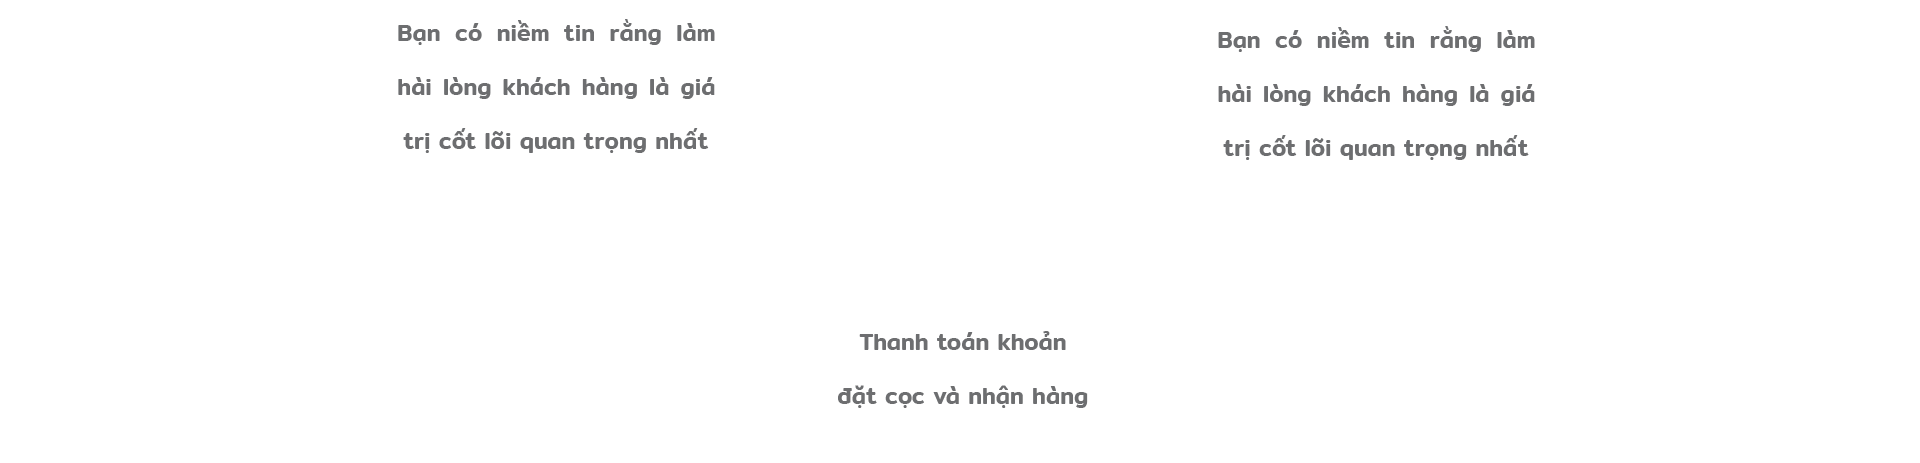 Bạn có niềm tin rằng làm
hài lòng khách hàng là giá
trị cốt lõi quan trọng nhất
Bạn có niềm tin rằng làm
hài lòng khách hàng là giá
trị cốt lõi quan trọng nhất
Thanh toán khoản
đặt cọc và nhận hàng